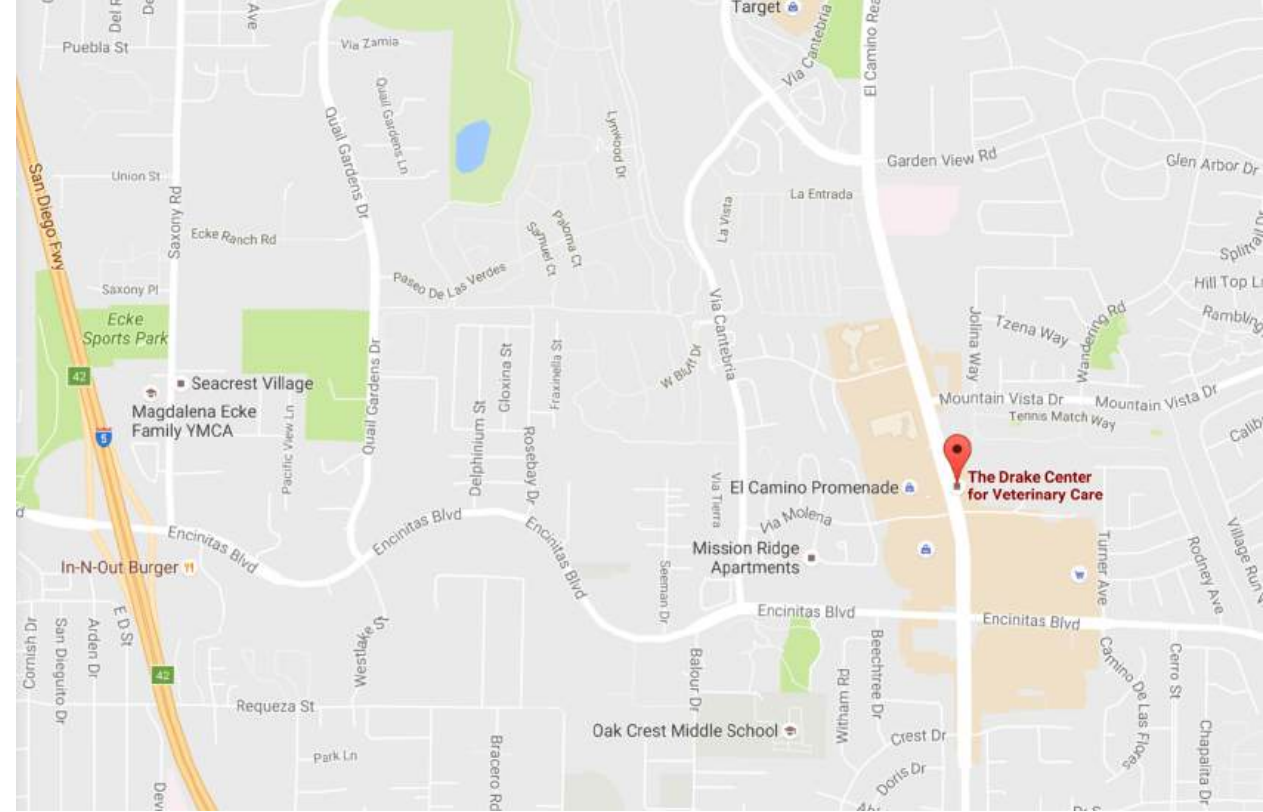 Target
Puebla St
Ave
Via Zamia
Via Cantebria
El Camino Rea
Quail Gardens Ln
Quail Gardens Dr
Lynwood Dr
San Diego Fwy
Union St
Saxony Rd
Garden View Rd
Glen Arbor Dr
La Entrada
La Vista
Ecke Ranch Rd
Paloma Ct
Samuel Ct
Paseo De Las Verdes
Saxony Pl
Ecke
Sports Park
Via Cantebria
Jolina Way
Tzena Way
Wandering Rd
Hill Top
42
Seacrest Village
Magdalena Ecke
Family YMCA
5
Pacific View Ln
Quail Gardens Dr
Delphinium St
Gloxina St
Fraxinella St
Rosebay Dr
W Bluff Dr
Mountain Vista Dr
Mountain Vista Dr
Tennis Match Way
The Drake Center
for Veterinary Care
El Camino Promenade
Via Tierra
Via Molena
Encinitas Blvd
Encinitas Blvd
Encinitas Blvd
In-N-Out Burger
Mission Ridge
Apartments
Seeman Dr
Turner Ave
Rodney Ave
Village Run
Encinitas Blvd
Encinitas Blvd
Cornish Dr
San Dieguito Dr
Arden Dr
E D St
Westlake St
Balour Dr
Witham Rd
Beechtree Dr
Camino De Las Flores
Cerro St
Chapalita D
42
Requeza St
Oak Crest Middle School
Crest Dr
Doris Dr
Park Ln
Bracero Rd